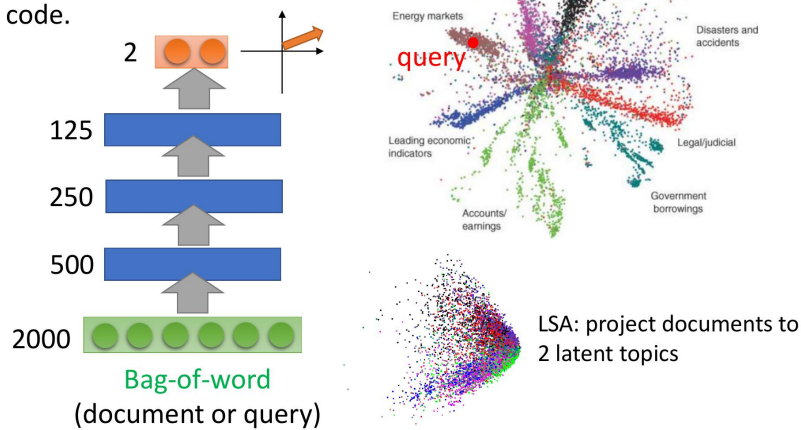 code.
2
125
250
500
2000
Bag-of-word
(document or query)
Energy markets
query
Disasters and
accidents
Leading economic
indicators
Legal/judicial
Government
borrowings
Accounts/
earnings
LSA: project documents to
2 latent topics